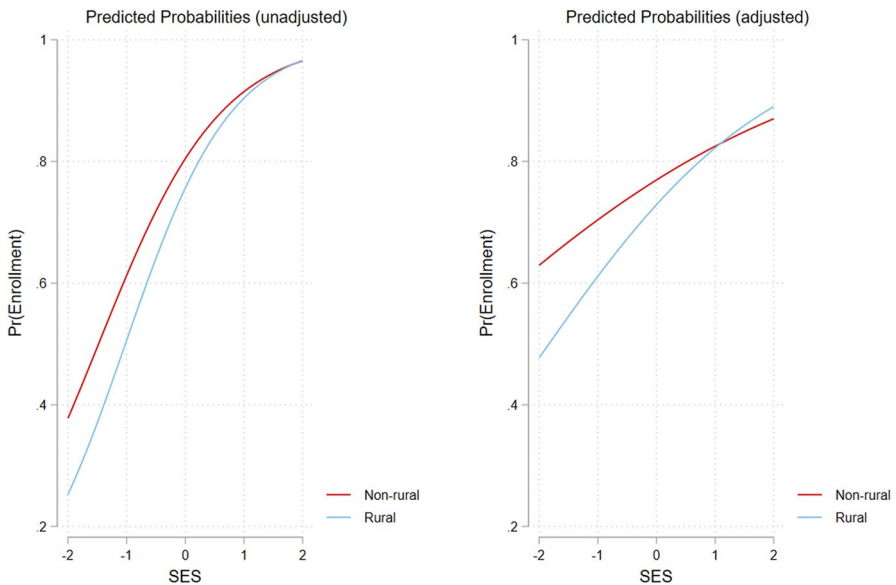 Predicted Probabilities (unadjusted)
1
.8
.6
.4
.2
Pr(Enrollment)
-2 -1 0 1 2
SES
Non-rural
Rural
Predicted Probabilities (adjusted)
1
.8
.6
.4
.2
Pr(Enrollment)
-2 -1 0 1 2
SES
Non-rural
Rural